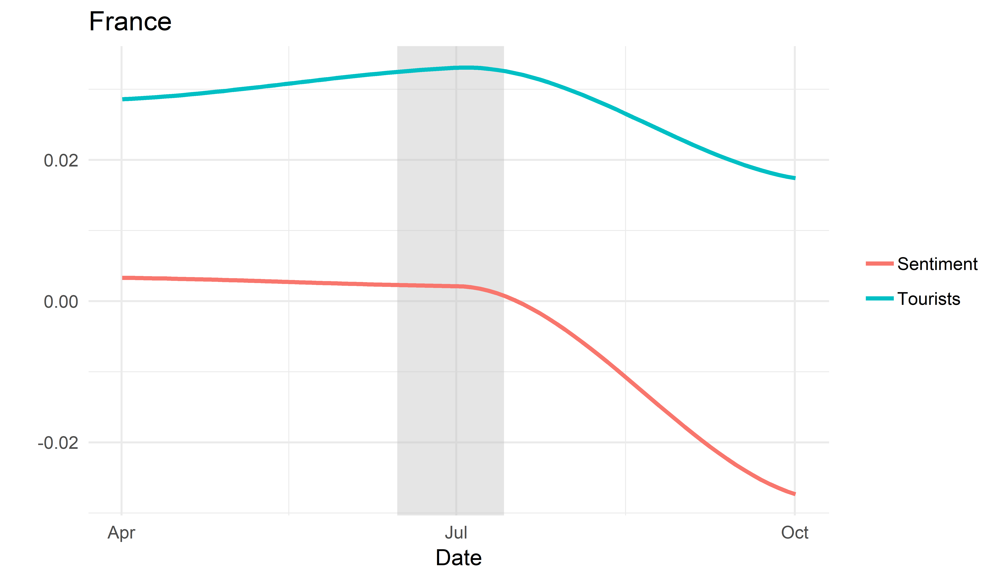 France
0.02
0.00
-0.02
Sentiment
Tourists
Apr
Jul
Oct
Date